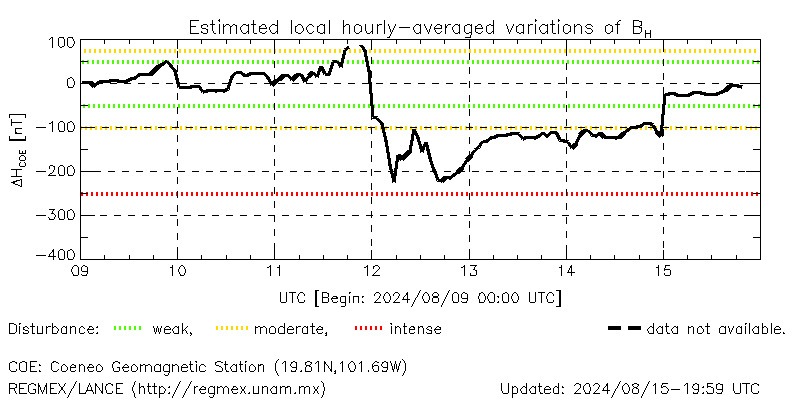 Estimated local hourly-averaged variations of BH
100
0
-100
-200
-300
-400
ΔHCOE [nT]
09 10 11 12 13 14 15
UTC [Begin: 2024/08/09 00:00 UTC]
Disturbance: weak, moderate, intense data not available.
COE: Coeneo Geomagnetic Station (19.81N,101.69W)
REGMEX/LANCE (http://regmex.unam.mx) Updated: 2024/08/15-19:59 UTC